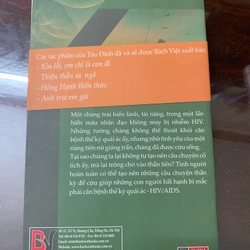 Các tác phẩm của Tào Đình đã và sẽ được Bách Việt xuất bản:
- Xin lỗi, em chỉ là con đĩ
- Thiên thần sa ngã
- Hồng Hạnh thổn thức
- Anh trai em gái
Một chàng trai hiền lành, tài năng, trong một lần
hiến máu nhân đạo không may bị nhiễm HIV.
Những tưởng chàng không thể thoát khỏi căn
bệnh thế kỷ quái ác ấy, nhưng nhờ tình yêu của một
nàng tiên nữ giáng trần, chàng đã được cứu sống.
Tại sao chúng ta lại không tự tạo nên câu chuyện cổ
tích ấy, mà lại trông chờ vào thần tiên? Tình người
hoàn toàn có thể tạo nên những câu chuyện thần
kỳ để cứu giúp những con người bất hạnh bị mắc
phải căn bệnh thế kỷ quái ác - HIV/AIDS.